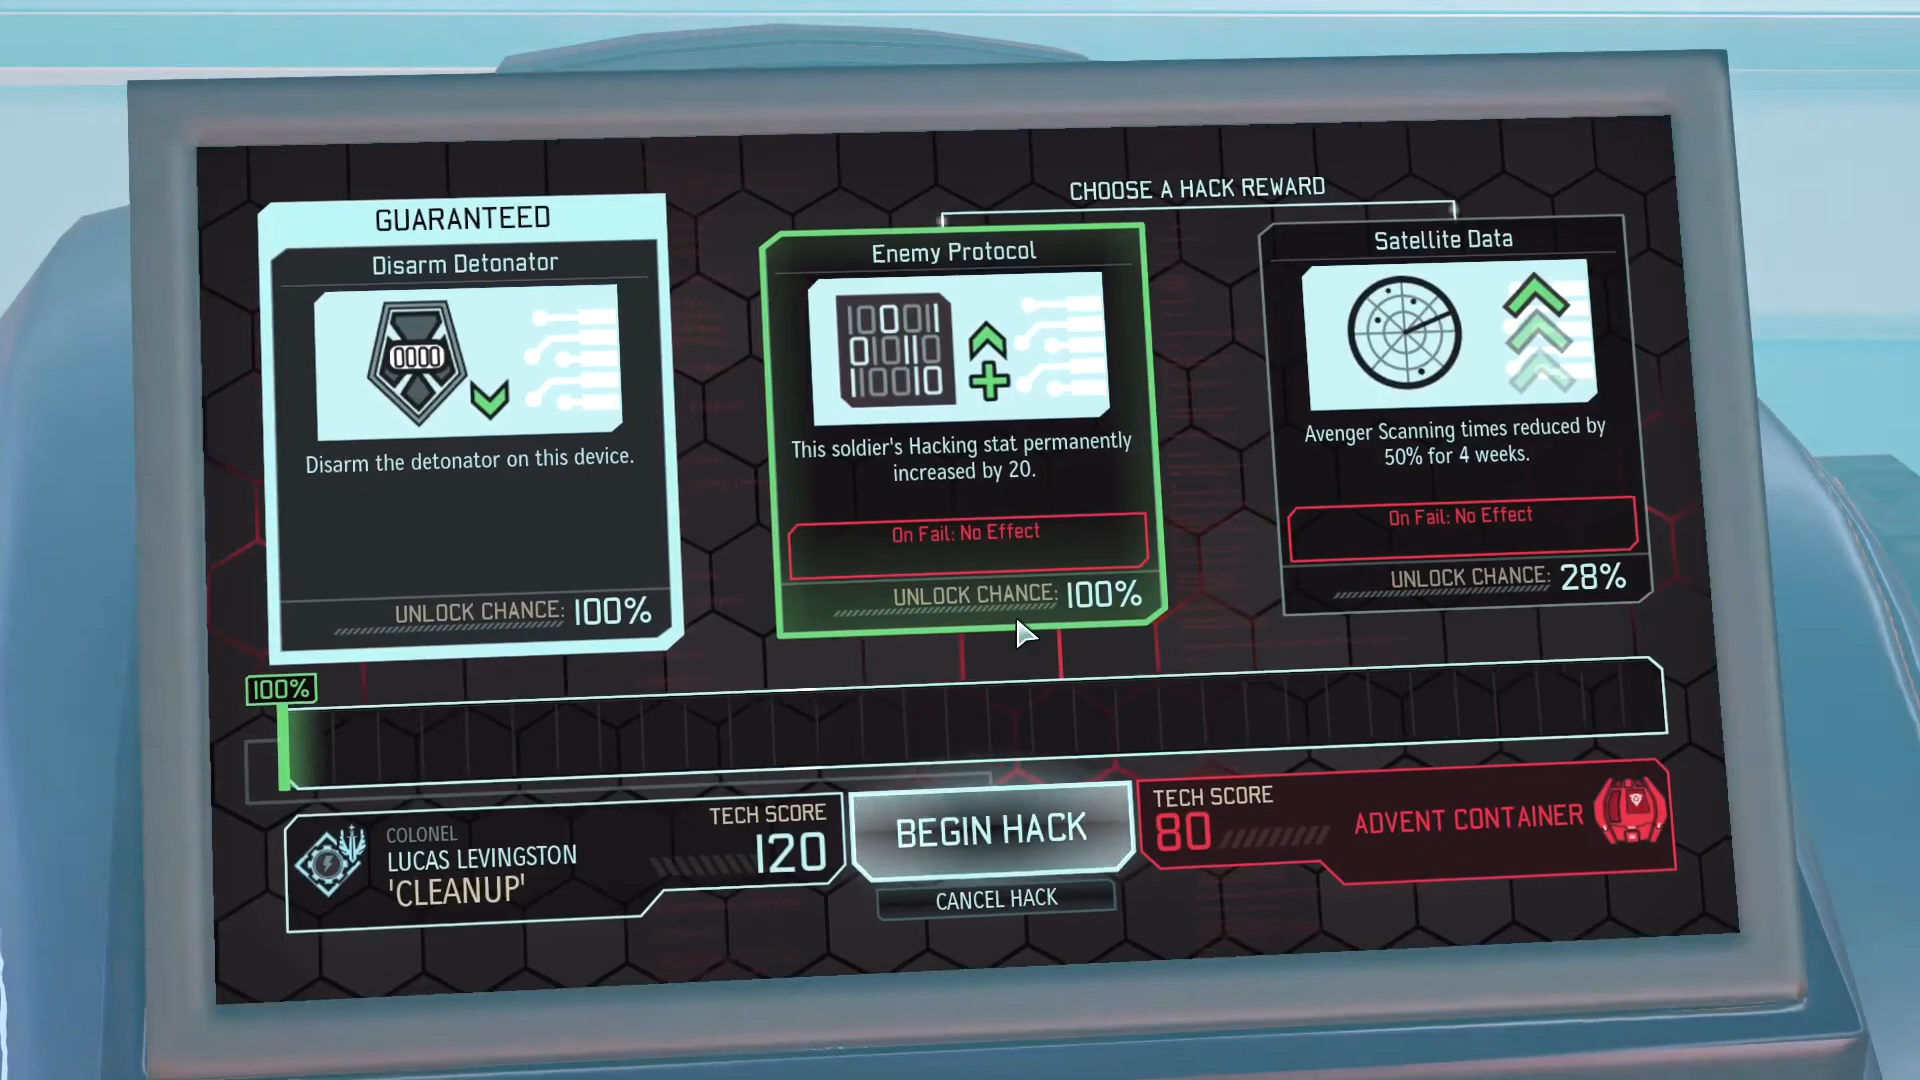 CHOOSE A HACK REWARD
GUARANTEED
Disarm Detonator
0000
Disarm the detonator on this device.
UNLOCK CHANCE: 100%
Enemy Protocol
10011
010110
110010
This soldier's Hacking stat permanently
increased by 20.
On Fail: No Effect
UNLOCK CHANCE: 100%
Satellite Data
Avenger Scanning times reduced by
50% for 4 weeks.
On Fail: No Effect
UNLOCK CHANCE: 28%
100%
COLONEL
LUCAS LEVINGSTON
'CLEANUP'
TECH SCORE
120
BEGIN HACK
CANCEL HACK
TECH SCORE
80
ADVENT CONTAINER